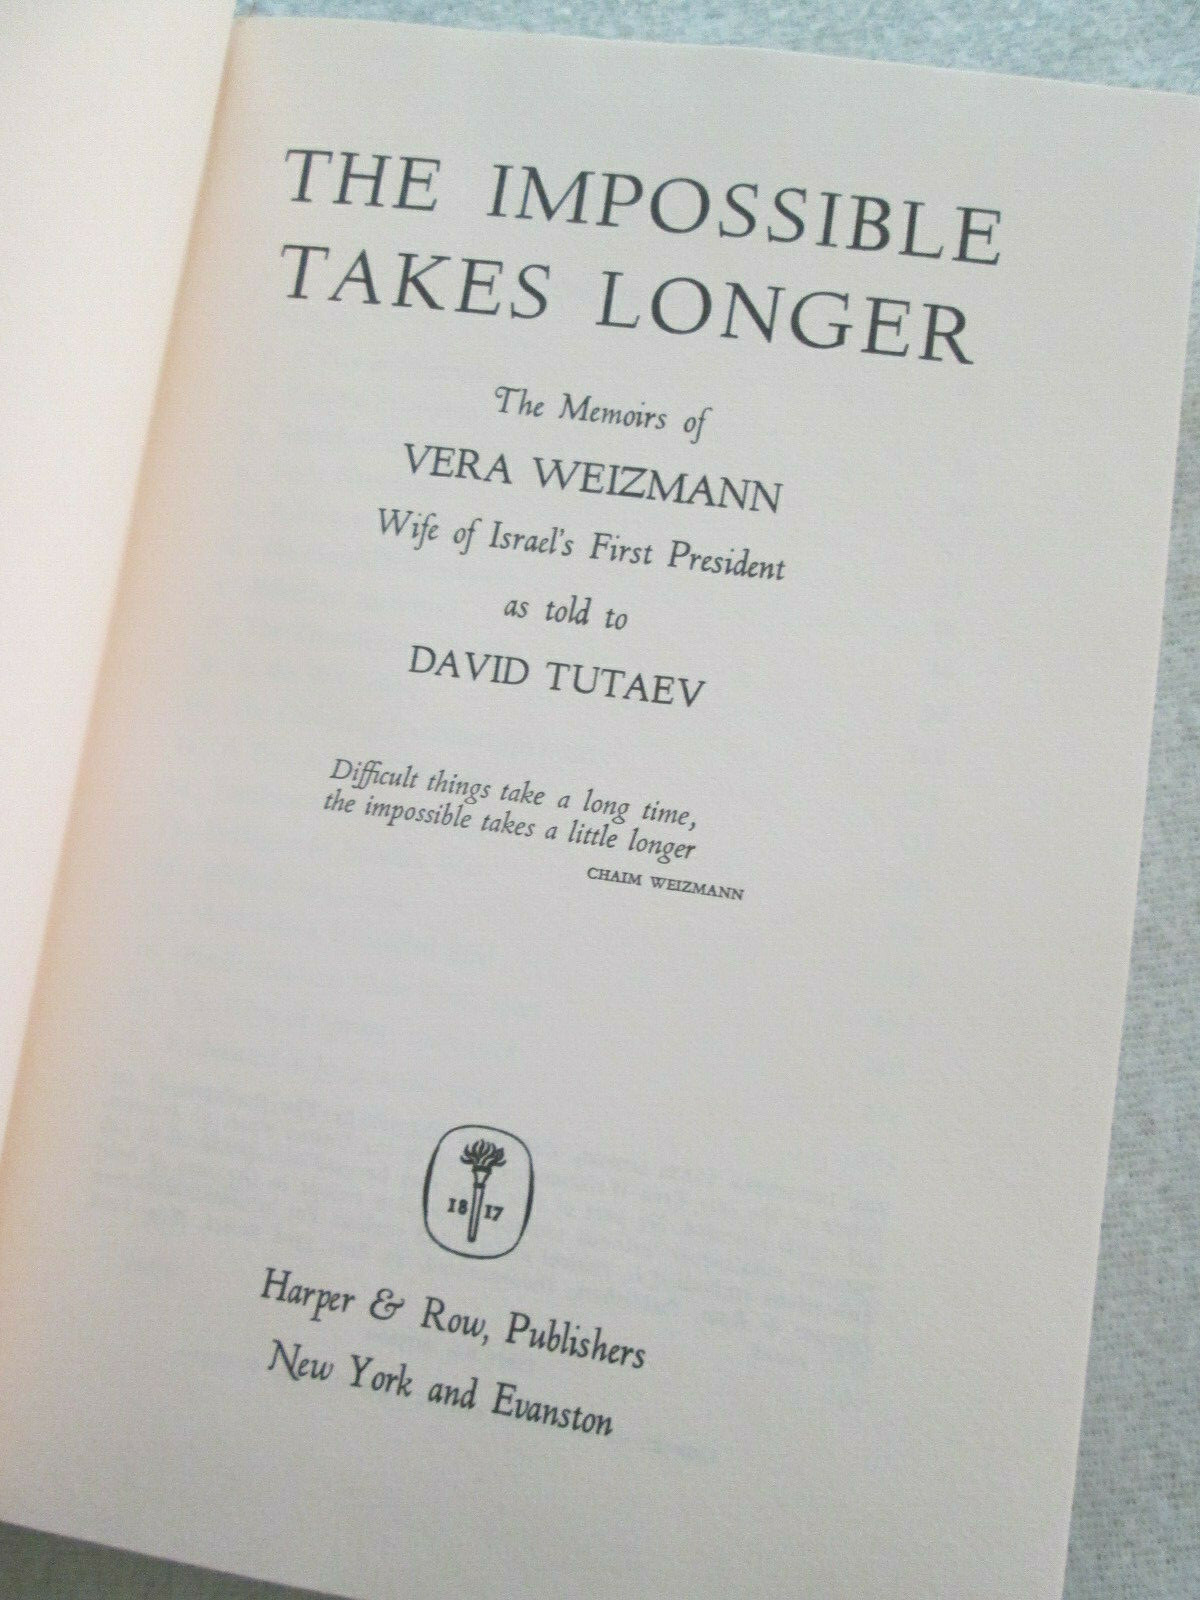 THE IMPOSSIBLE
TAKES LONGER
The Memoirs of
VERA WEIZMANN
Wife of Israel's First President
as told to
DAVID TUTAEV
Difficult things take a long time,
the impossible takes a little longer
CHAIM WEIZMANN
18 17
Harper & Row, Publishers
New York and Evanston